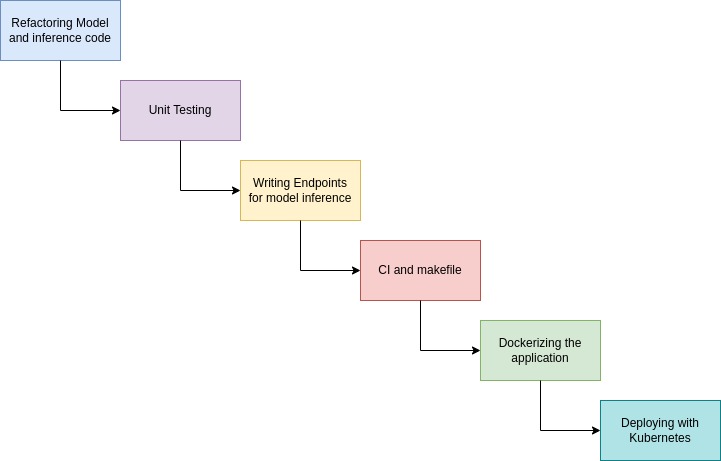 Refactoring Model
and inference code
Unit Testing
Writing Endpoints
for model inference
CI and makefile
Dockerizing the
application
Deploying with
Kubernetes